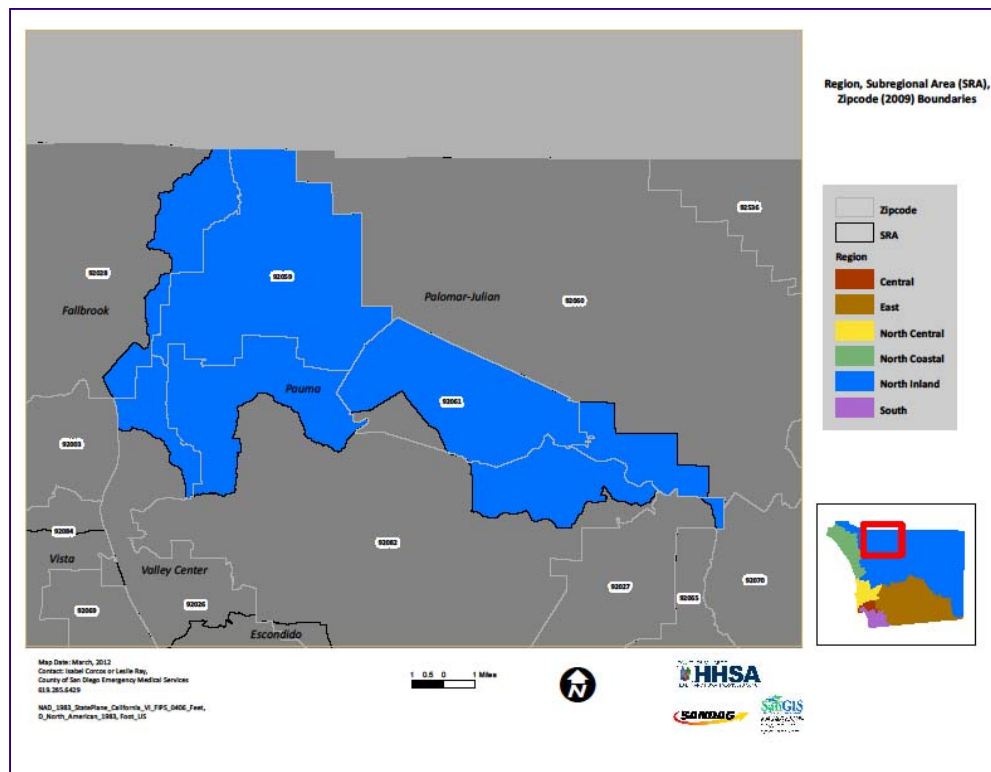 Region, Subregional Area (SRA),
Zipcode (2009) Boundaries
92536
92028
92059
Palomar-Julian
92060
Fallbrook
Pauma
92061
92003
92084
92082
Vista
Valley Center
92027
92070
92065
92069
92026
Escondido
Zipcode
SRA
Region
Central
East
North Central
North Coastal
North Inland
South
Map Date: March, 2012
Contact: Isabel Corcos or Leslie Ray,
County of San Diego Emergency Medical Services
619.285.6429
NAD_1983_StatePlane_California_VI_FIPS_0406_Feet,
D_North_American_1983, Foot_US
1 0.5 0 1 Miles
N
HHSA
SANDAG
SanGIS